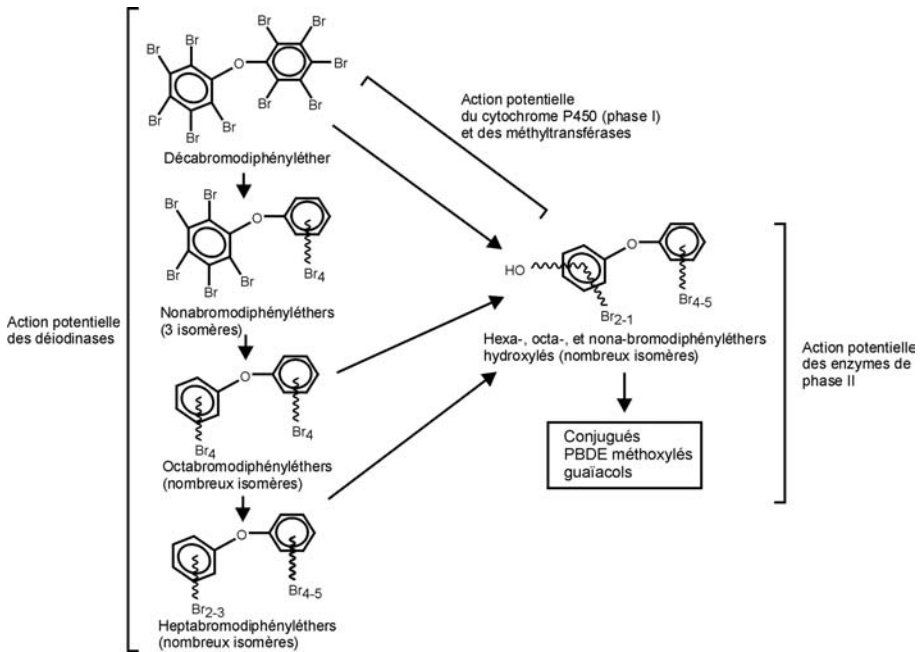 Br
Br
Br
Br
Br
O
Br
Br
Br
Br
Br
Décabromodiphényléther
Br
Br
Br
Br
Br
O
Br4
Nonabromodiphényléthers
(3 isomères)
O
Br4
Br4
Octabromodiphényléthers
(nombreux isomères)
O
Br2-3
Br4-5
Heptabromodiphényléthers
(nombreux isomères)
Action potentielle
des déiodinases
Action potentielle
du cytochrome P450 (phase I)
et des méthyltransférases
HO
O
Br2-1
Br4-5
Hexa-, octa-, et nona-bromodiphényléthers
hydroxylés (nombreux isomères)
Conjugués
PBDE méthoxylés
guaïacols
Action potentielle
des enzymes de
phase II